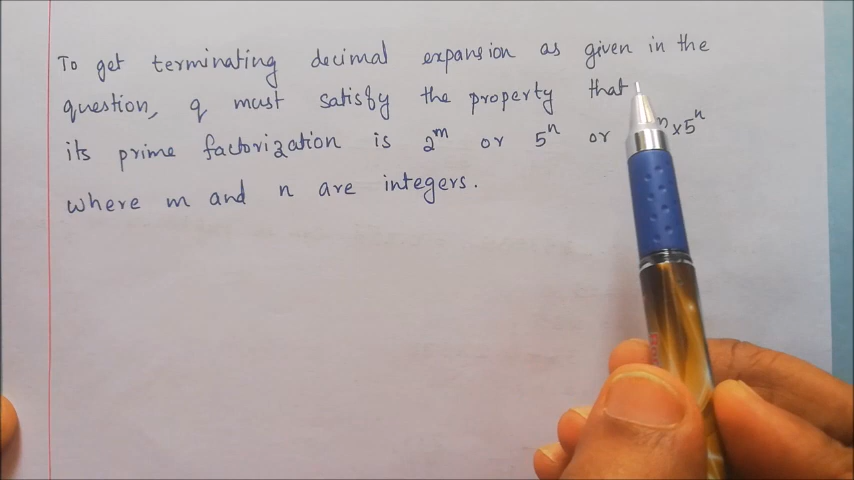 To get terminating decimal expansion as given in the
question, q must satisfy the property that
its prime factorization is 2^m or 5^n or ^m × 5^n
where m and n are integers.